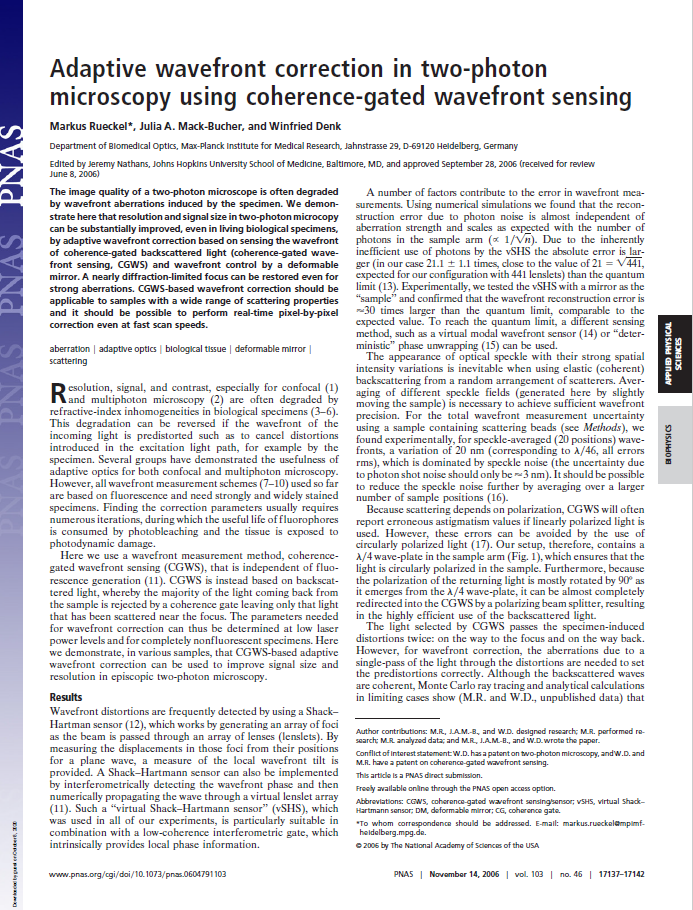 Adaptive wavefront correction in two-photon
microscopy using coherence-gated wavefront sensing
Markus Rueckel*, Julia A. Mack-Bucher, and Winfried Denk
Department of Biomedical Optics, Max-Planck Institute for Medical Research, Jahnstrasse 29, D-69120 Heidelberg, Germany
Edited by Jeremy Nathans, Johns Hopkins University School of Medicine, Baltimore, MD, and approved September 28, 2006 (received for review
June 8, 2006)
The image quality of a two-photon microscope is often degraded
by wavefront aberrations induced by the specimen. We demon-
strate here that resolution and signal size in two-photon microcopy
can be substantially improved, even in living biological specimens,
by adaptive wavefront correction based on sensing the wavefront
of coherence-gated backscattered light (coherence-gated wave-
front sensing, CGWS) and wavefront control by a deformable
mirror. A nearly diffraction-limited focus can be restored even for
strong aberrations. CGWS-based wavefront correction should be
applicable to samples with a wide range of scattering properties
and it should be possible to perform real-time pixel-by-pixel
correction even at fast scan speeds.
aberration | adaptive optics | biological tissue | deformable mirror |
scattering
Resolution, signal, and contrast, especially for confocal (1)
and multiphoton microscopy (2) are often degraded by
refractive-index inhomogeneities in biological specimens (3–6).
This degradation can be reversed if the wavefront of the
incoming light is predistorted such as to cancel distortions
introduced in the excitation light path, for example by the
specimen. Several groups have demonstrated the usefulness of
adaptive optics for both confocal and multiphoton microscopy.
However, all wavefront measurement schemes (7–10) used so far
are based on fluorescence and need strongly and widely stained
specimens. Finding the correction parameters usually requires
numerous iterations, during which the useful life of fluorophores
is consumed by photobleaching and the tissue is exposed to
photodynamic damage.
Here we use a wavefront measurement method, coherence-
gated wavefront sensing (CGWS), that is independent of fluo-
rescence generation (11). CGWS is instead based on backscat-
tered light, whereby the majority of the light coming back from
the sample is rejected by a coherence gate leaving only that light
that has been scattered near the focus. The parameters needed
for wavefront correction can thus be determined at low laser
power levels and for completely nonfluorescent specimens. Here
we demonstrate, in various samples, that CGWS-based adaptive
wavefront correction can be used to improve signal size and
resolution in episcopic two-photon microscopy.
Results
Wavefront distortions are frequently detected by using a Shack–
Hartman sensor (12), which works by generating an array of foci
as the beam is passed through an array of lenses (lenslets). By
measuring the displacements in those foci from their positions
for a plane wave, a measure of the local wavefront tilt is
provided. A Shack–Hartmann sensor can also be implemented
by interferometrically detecting the wavefront phase and then
numerically propagating the wave through a virtual lenslet array
(11). Such a “virtual Shack–Hartmann sensor” (vSHS), which
was used in all of our experiments, is particularly suitable in
combination with a low-coherence interferometric gate, which
intrinsically provides local phase information.
A number of factors contribute to the error in wavefront mea-
surements. Using numerical simulations we found that the recon-
struction error due to photon noise is almost independent of
aberration strength and scales as expected with the number of
photons in the sample arm (∝ 1/√n). Due to the inherently
inefficient use of photons by the vSHS the absolute error is lar-
ger (in our case 21.1 ± 1.1 times, close to the value of 21 = √441,
expected for our configuration with 441 lenslets) than the quantum
limit (13). Experimentally, we tested the vSHS with a mirror as the
“sample” and confirmed that the wavefront reconstruction error is
≈30 times larger than the quantum limit, comparable to the
expected value. To reach the quantum limit, a different sensing
method, such as a virtual modal wavefront sensor (14) or “deter-
ministic” phase unwrapping (15) can be used.
The appearance of optical speckle with their strong spatial
intensity variations is inevitable when using elastic (coherent)
backscattering from a random arrangement of scatterers. Aver-
aging of different speckle fields (generated here by slightly
moving the sample) is necessary to achieve sufficient wavefront
precision. For the total wavefront measurement uncertainty
using a sample containing scattering beads (see Methods), we
found experimentally, for speckle-averaged (20 positions) wave-
fronts, a variation of 20 nm (corresponding to λ/46, all errors
rms), which is dominated by speckle noise (the uncertainty due
to photon shot noise should only be ≈3 nm). It should be possible
to reduce the speckle noise further by averaging over a larger
number of sample positions (16).
Because scattering depends on polarization, CGWS will often
report erroneous astigmatism values if linearly polarized light is
used. However, these errors can be avoided by the use of
circularly polarized light (17). Our setup, therefore, contains a
λ/4 wave-plate in the sample arm (Fig. 1), which ensures that the
light is circularly polarized in the sample. Furthermore, because
the polarization of the returning light is mostly rotated by 90° as
it emerges from the λ/4 wave-plate, it can be almost completely
redirected into the CGWS by a polarizing beam splitter, resulting
in the highly efficient use of the backscattered light.
The light selected by CGWS passes the specimen-induced
distortions twice: on the way to the focus and on the way back.
However, for wavefront correction, the aberrations due to a
single-pass of the light through the distortions are needed to set
the predistortions correctly. Although the backscattered waves
are coherent, Monte Carlo ray tracing and analytical calculations
in limiting cases show (M.R. and W.D., unpublished data) that
Author contributions: M.R., J.A.M.-B., and W.D. designed research; M.R. performed re-
search; M.R. analyzed data; and M.R., J.A.M.-B., and W.D. wrote the paper.
Conflict of interest statement: W.D. has a patent on two-photon microscopy, and W.D. and
M.R. have a patent on coherence-gated wavefront sensing.
This article is a PNAS direct submission.
Freely available online through the PNAS open access option.
Abbreviations: CGWS, coherence-gated wavefront sensing/sensor; vSHS, virtual Shack–
Hartmann sensor; DM, deformable mirror; CG, coherence gate.
*To whom correspondence should be addressed. E-mail: markus.rueckel@mpimf-
heidelberg.mpg.de.
© 2006 by The National Academy of Sciences of the USA
www.pnas.org/cgi/doi/10.1073/pnas.0604791103
PNAS | November 14, 2006 | vol. 103 | no. 46 | 17137–17142
APPLIED PHYSICAL
SCIENCES
BIOPHYSICS
PNAS PNAS PNAS PNAS